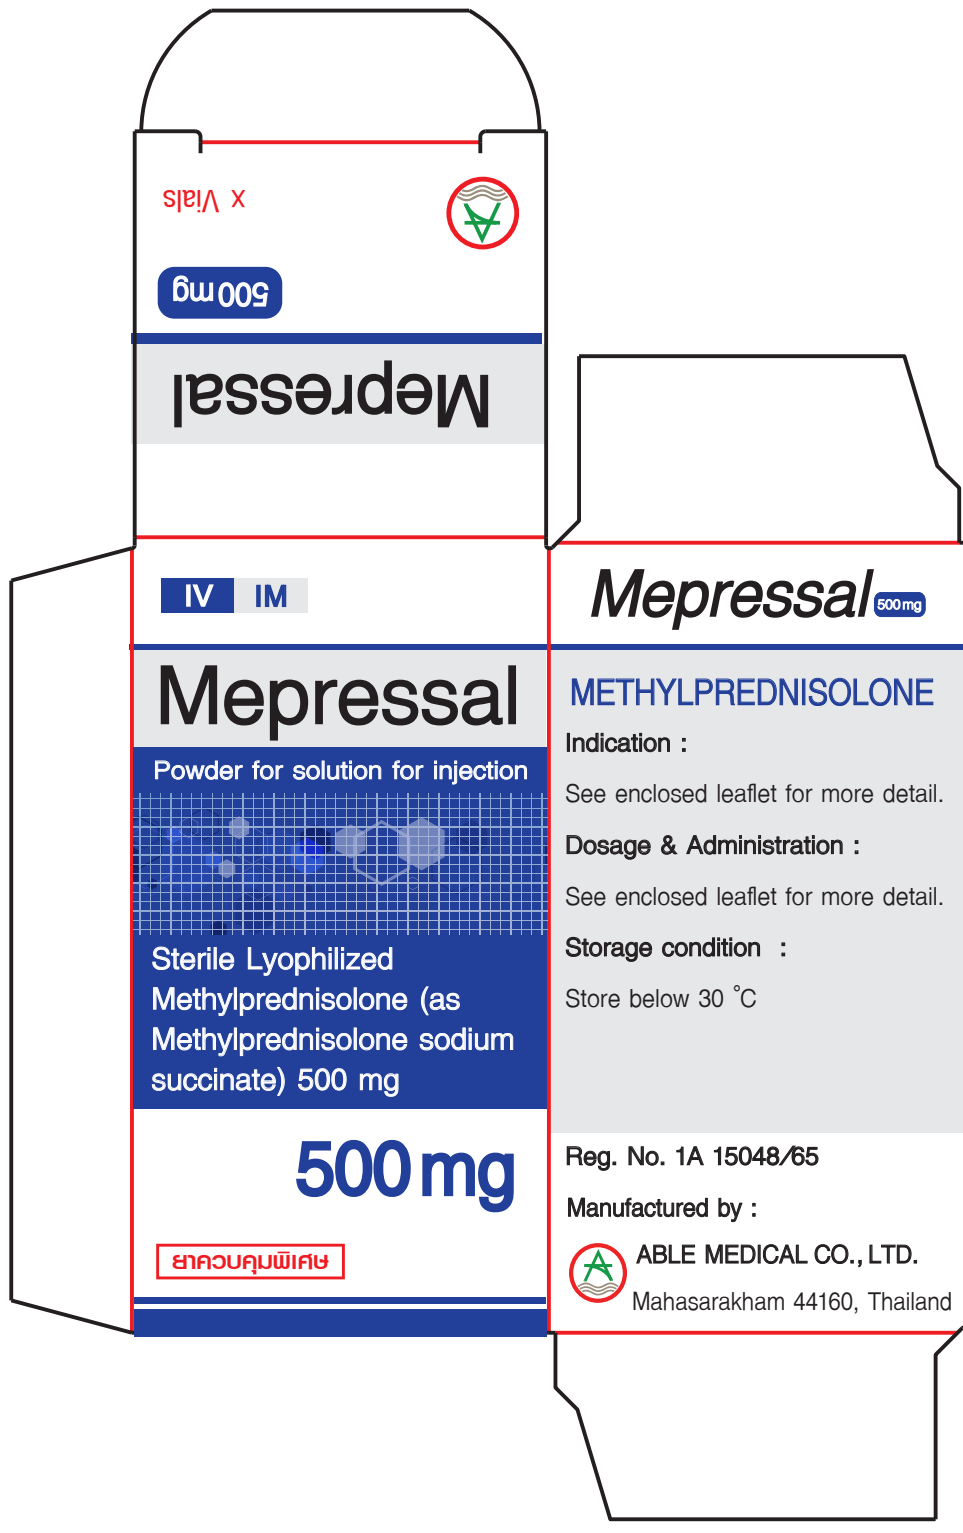 x Vials
500 mg
Mepressal
IV IM
Mepressal
Powder for solution for injection
Sterile Lyophilized
Methylprednisolone (as
Methylprednisolone sodium
succinate) 500 mg
500 mg
ยาควบคุมพิเศษ
Mepressal 500 mg
METHYLPREDNISOLONE
Indication :
See enclosed leaflet for more detail.
Dosage & Administration :
See enclosed leaflet for more detail.
Storage condition :
Store below 30 °C
Reg. No. 1A 15048/65
Manufactured by :
ABLE MEDICAL CO., LTD.
Mahasarakham 44160, Thailand